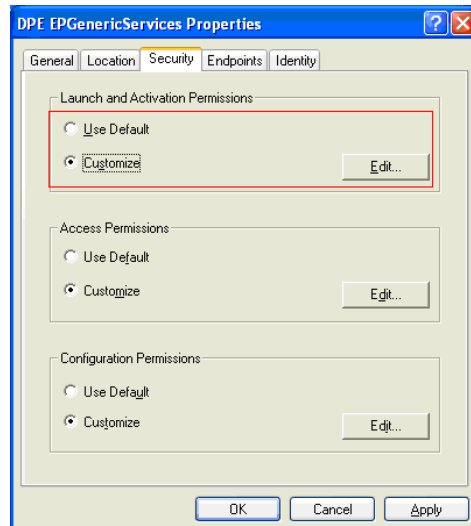 DPE EPGenericServices Properties
General Location Security Endpoints Identity
Launch and Activation Permissions
Use Default
Customize Edit...
Access Permissions
Use Default
Customize Edit...
Configuration Permissions
Use Default
Customize Edit...
OK Cancel Apply